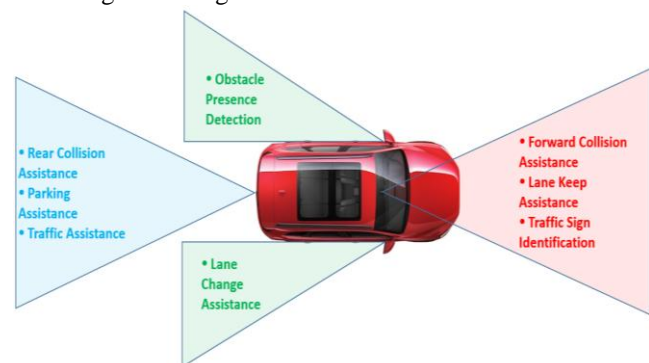 • Obstacle
Presence
Detection
• Rear Collision
Assistance
• Parking
Assistance
• Traffic Assistance
• Forward Collision
Assistance
• Lane Keep
Assistance
• Traffic Sign
Identification
• Lane
Change
Assistance